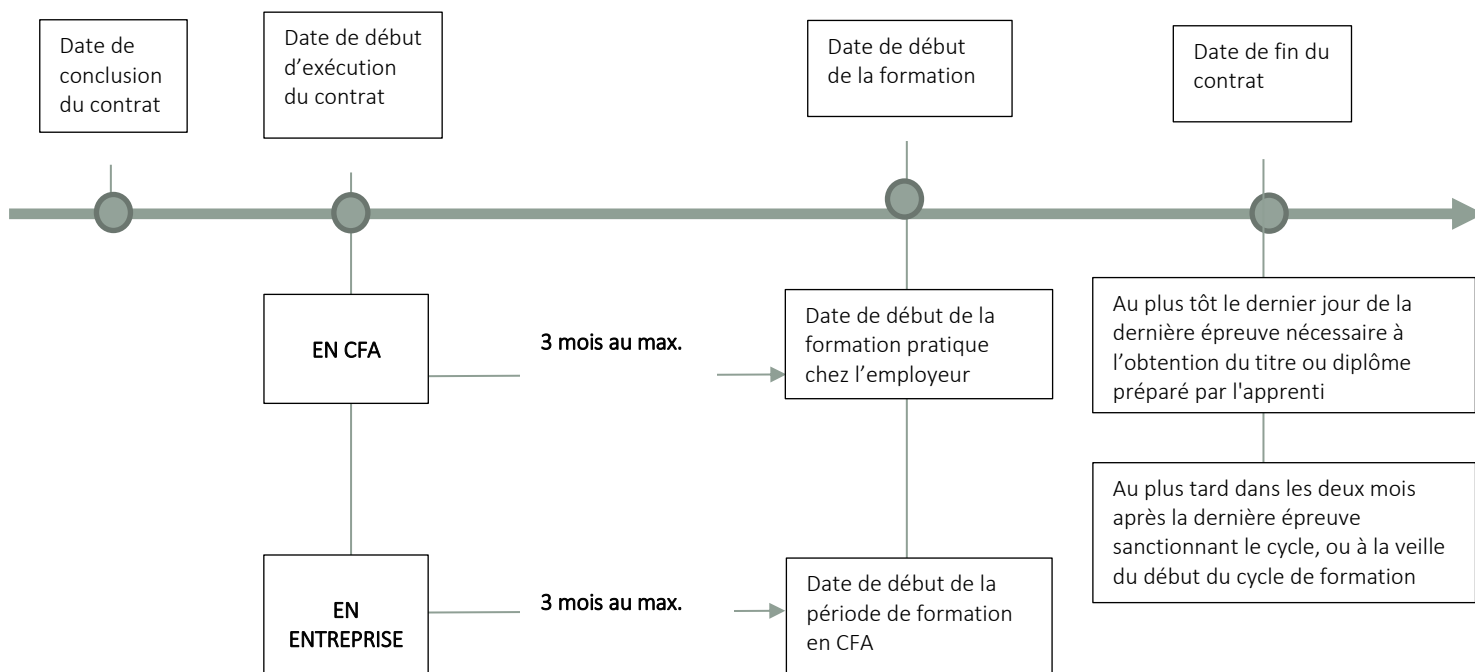 Date de
conclusion
du contrat
Date de début
d’exécution
du contrat
Date de début
de la formation
Date de fin du
contrat
EN CFA
3 mois au max.
Date de début de la
formation pratique
chez l’employeur
Au plus tôt le dernier jour de la
dernière épreuve nécessaire à
l’obtention du titre ou diplôme
préparé par l'apprenti
Au plus tard dans les deux mois
après la dernière épreuve
sanctionnant le cycle, ou à la veille
du début du cycle de formation
EN
ENTREPRISE
3 mois au max.
Date de début de la
période de formation
en CFA